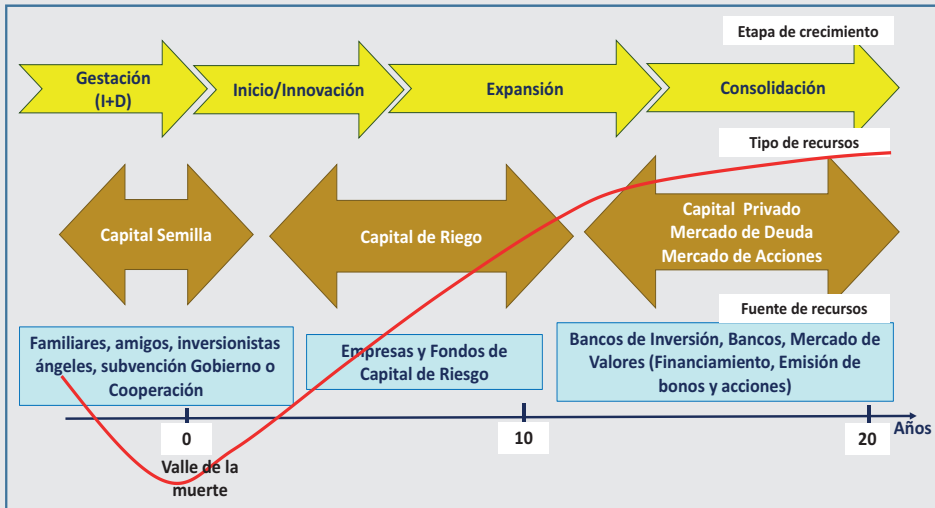 Etapa de crecimiento
Gestación
(I+D)
Inicio/Innovación
Expansión
Consolidación
Tipo de recursos
Capital Semilla
Capital de Riego
Capital Privado
Mercado de Deuda
Mercado de Acciones
Fuente de recursos
Familiares, amigos, inversionistas
ángeles, subvención Gobierno o
Cooperación
Empresas y Fondos de
Capital de Riesgo
Bancos de Inversión, Bancos, Mercado de
Valores (Financiamiento, Emisión de
bonos y acciones)
0
10
20
Años
Valle de la
muerte